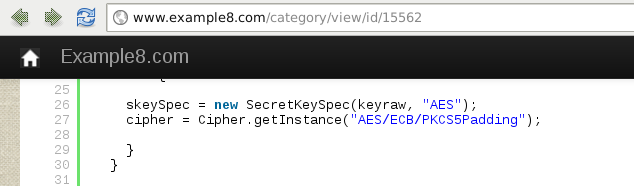 www.example8.com/category/view/id/15562
Example8.com
25 {
26 skeySpec = new SecretKeySpec(keyraw, "AES");
27 cipher = Cipher.getInstance("AES/ECB/PKCS5Padding");
28
29 }
30 }
31